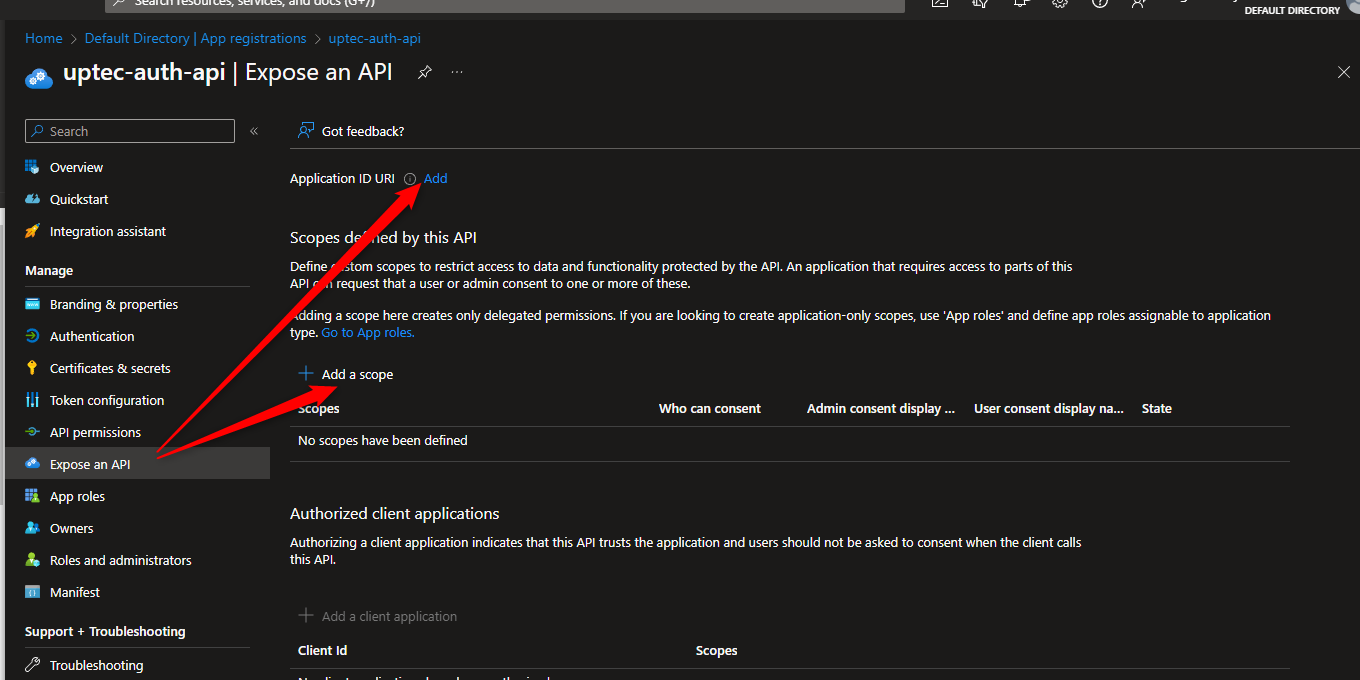 Search resources, services, and docs (G+/)
DEFAULT DIRECTORY
Home > Default Directory | App registrations > uptec-auth-api
uptec-auth-api | Expose an API
Search
«
Got feedback?
Overview
Quickstart
Integration assistant
Manage
Branding & properties
Authentication
Certificates & secrets
Token configuration
API permissions
Expose an API
App roles
Owners
Roles and administrators
Manifest
Support + Troubleshooting
Troubleshooting
Application ID URI Add
Scopes defined by this API
Define custom scopes to restrict access to data and functionality protected by the API. An application that requires access to parts of this
API can request that a user or admin consent to one or more of these.
Adding a scope here creates only delegated permissions. If you are looking to create application-only scopes, use 'App roles' and define app roles assignable to application
type. Go to App roles.
Add a scope
Scopes Who can consent Admin consent display ... User consent display na... State
No scopes have been defined
Authorized client applications
Authorizing a client application indicates that this API trusts the application and users should not be asked to consent when the client calls
this API.
Add a client application
Client Id Scopes